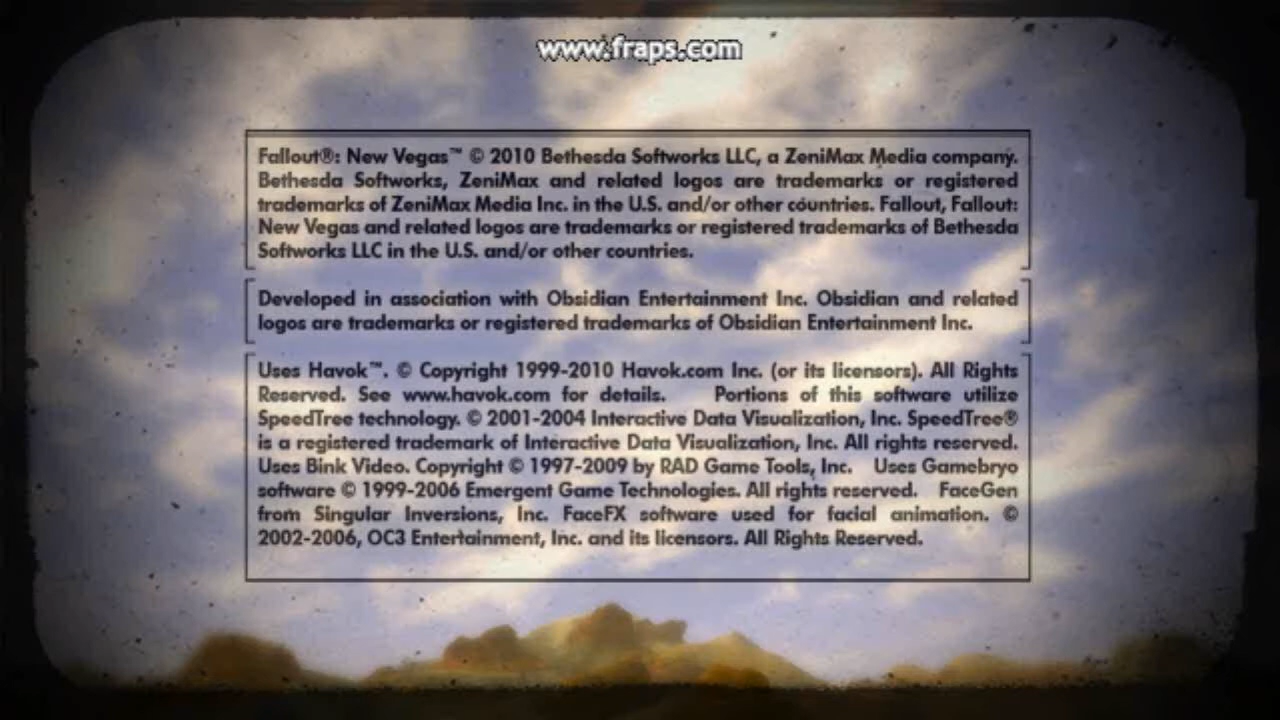 www.fraps.com
Fallout®: New Vegas™ © 2010 Bethesda Softworks LLC, a ZeniMax Media company.
Bethesda Softworks, ZeniMax and related logos are trademarks or registered
trademarks of ZeniMax Media Inc. in the U.S. and/or other countries. Fallout, Fallout:
New Vegas and related logos are trademarks or registered trademarks of Bethesda
Softworks LLC in the U.S. and/or other countries.
Developed in association with Obsidian Entertainment Inc. Obsidian and related
logos are trademarks or registered trademarks of Obsidian Entertainment Inc.
Uses Havok™. © Copyright 1999-2010 Havok.com Inc. (or its licensors). All Rights
Reserved. See www.havok.com for details. Portions of this software utilize
SpeedTree technology. © 2001-2004 Interactive Data Visualization, Inc. SpeedTree®
is a registered trademark of Interactive Data Visualization, Inc. All rights reserved.
Uses Bink Video. Copyright © 1997-2009 by RAD Game Tools, Inc. Uses Gamebryo
software © 1999-2006 Emergent Game Technologies. All rights reserved. FaceGen
from Singular Inversions, Inc. FaceFX software used for facial animation. ©
2002-2006, OC3 Entertainment, Inc. and its licensors. All Rights Reserved.